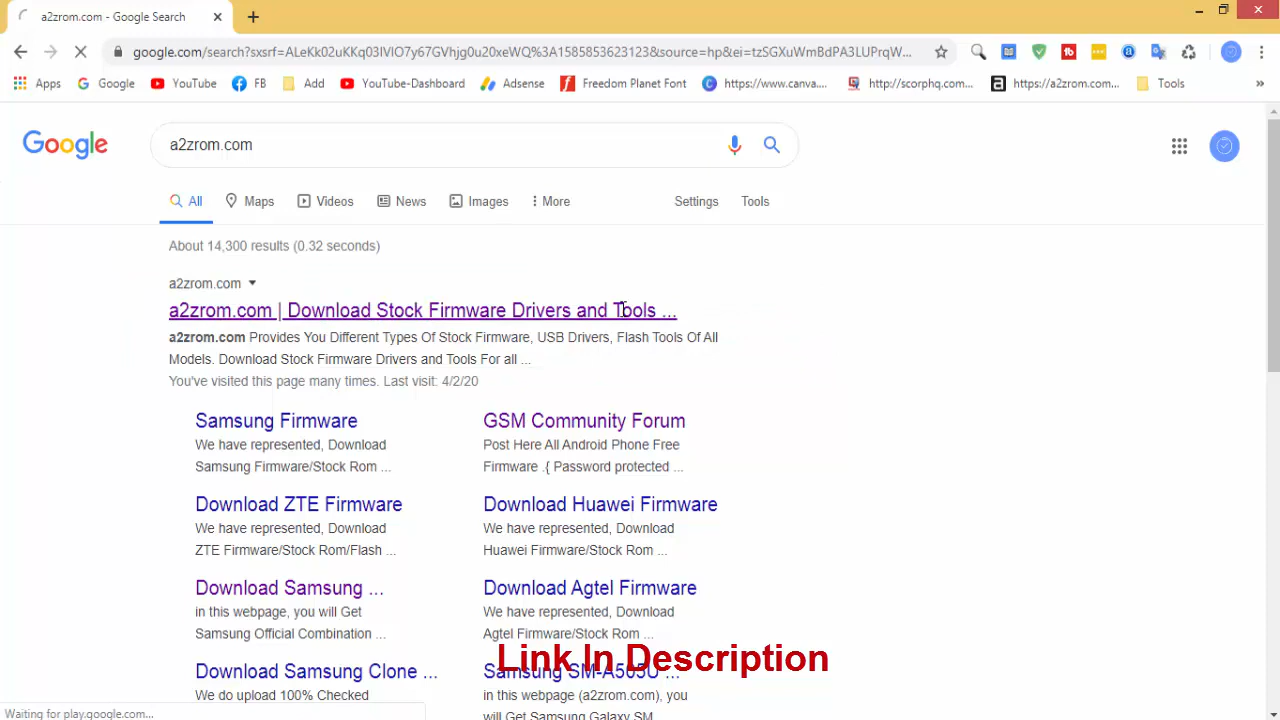 a2zrom.com - Google Search
google.com/search?sxsrf=ALeKk02uKKq03IVIO7y67GVhjg0u20xeWQ%3A1585853623123&source=hp&ei=tzSGXuWmBdPA3LUPrqW...
Apps
Google
YouTube
FB
Add
YouTube-Dashboard
Adsense
Freedom Planet Font
https://www.canva....
http://scorphq.com...
https://a2zrom.com...
Tools
Google
a2zrom.com
All
Maps
Videos
News
Images
More
Settings
Tools
About 14,300 results (0.32 seconds)
a2zrom.com
a2zrom.com | Download Stock Firmware Drivers and Tools ...
a2zrom.com Provides You Different Types Of Stock Firmware, USB Drivers, Flash Tools Of All
Models. Download Stock Firmware Drivers and Tools For all ...
You've visited this page many times. Last visit: 4/2/20
Samsung Firmware
We have represented, Download
Samsung Firmware/Stock Rom ...
GSM Community Forum
Post Here All Android Phone Free
Firmware .{ Password protected ...
Download ZTE Firmware
We have represented, Download
ZTE Firmware/Stock Rom/Flash ...
Download Huawei Firmware
We have represented, Download
Huawei Firmware/Stock Rom ...
Download Samsung ...
in this webpage, you will Get
Samsung Official Combination ...
Download Agtel Firmware
We have represented, Download
Agtel Firmware/Stock Rom ...
Download Samsung Clone ...
We do upload 100% Checked
Samsung SM-A505U ...
in this webpage (a2zrom.com), you
will Get Samsung Galaxy SM
Link In Description
Waiting for play.google.com...